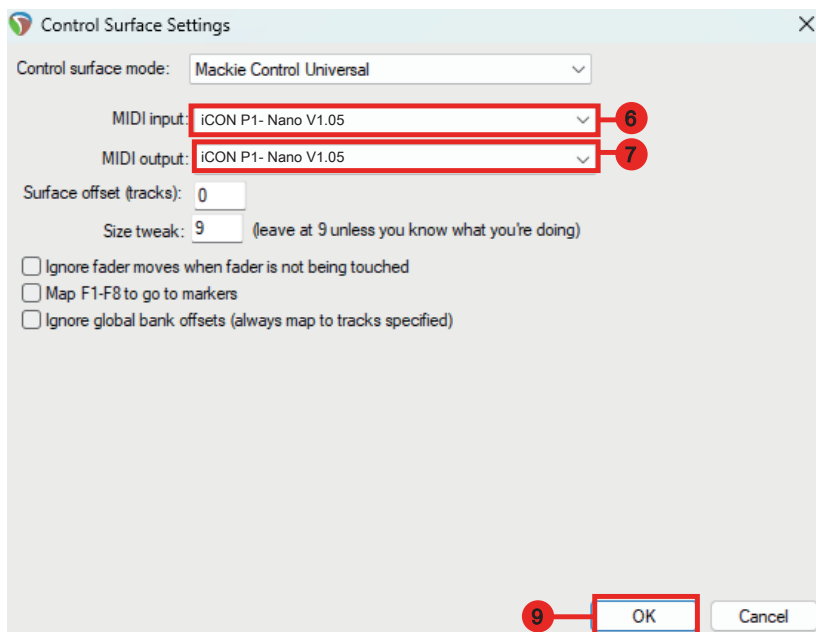 Control Surface Settings
Control surface mode: Mackie Control Universal
MIDI input: iCON P1- Nano V1.05 6
MIDI output: iCON P1- Nano V1.05 7
Surface offset (tracks): 0
Size tweak: 9 (leave at 9 unless you know what you're doing)
Ignore fader moves when fader is not being touched
Map F1-F8 to go to markers
Ignore global bank offsets (always map to tracks specified)
9 OK Cancel